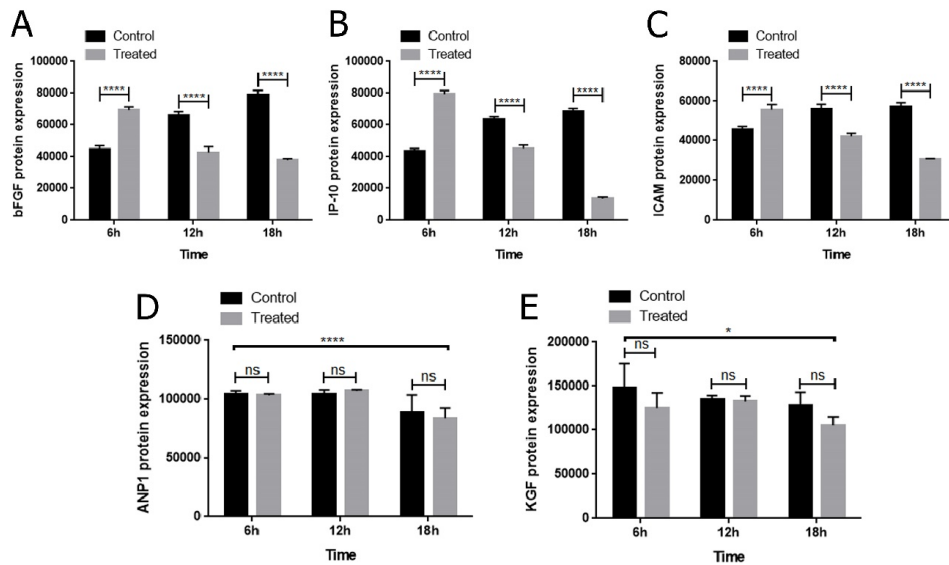 A
Control
Treated
bFGF protein expression
100000
80000
60000
40000
20000
0
****
****
****
6h
12h
18h
Time
B
Control
Treated
IP-10 protein expression
100000
80000
60000
40000
20000
0
****
****
****
6h
12h
18h
Time
C
Control
Treated
ICAM protein expression
80000
60000
40000
20000
0
****
****
****
6h
12h
18h
Time
D
Control
Treated
ANP1 protein expression
150000
100000
50000
0
****
ns
ns
ns
6h
12h
18h
Time
E
Control
Treated
KGF protein expression
200000
150000
100000
50000
0
*
ns
ns
ns
6h
12h
18h
Time